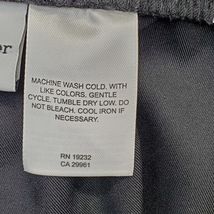 er
MACHINE WASH COLD. WITH
LIKE COLORS. GENTLE
CYCLE. TUMBLE DRY LOW. DO
NOT BLEACH. COOL IRON IF
NECESSARY.
RN 19232
CA 29961